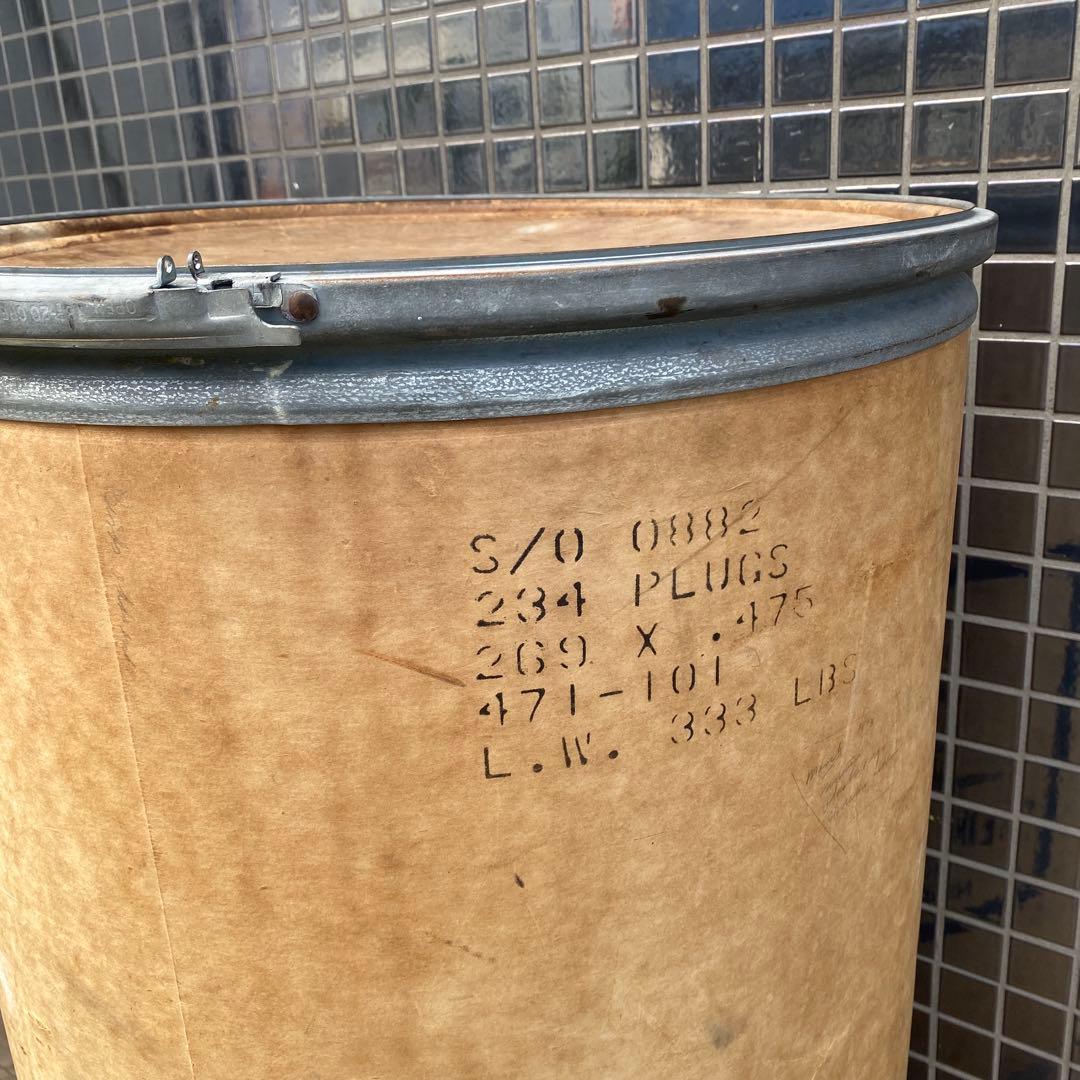 S/O 0882
234 PLUGS
269 X .475
471-101
L.W. 333 LBS